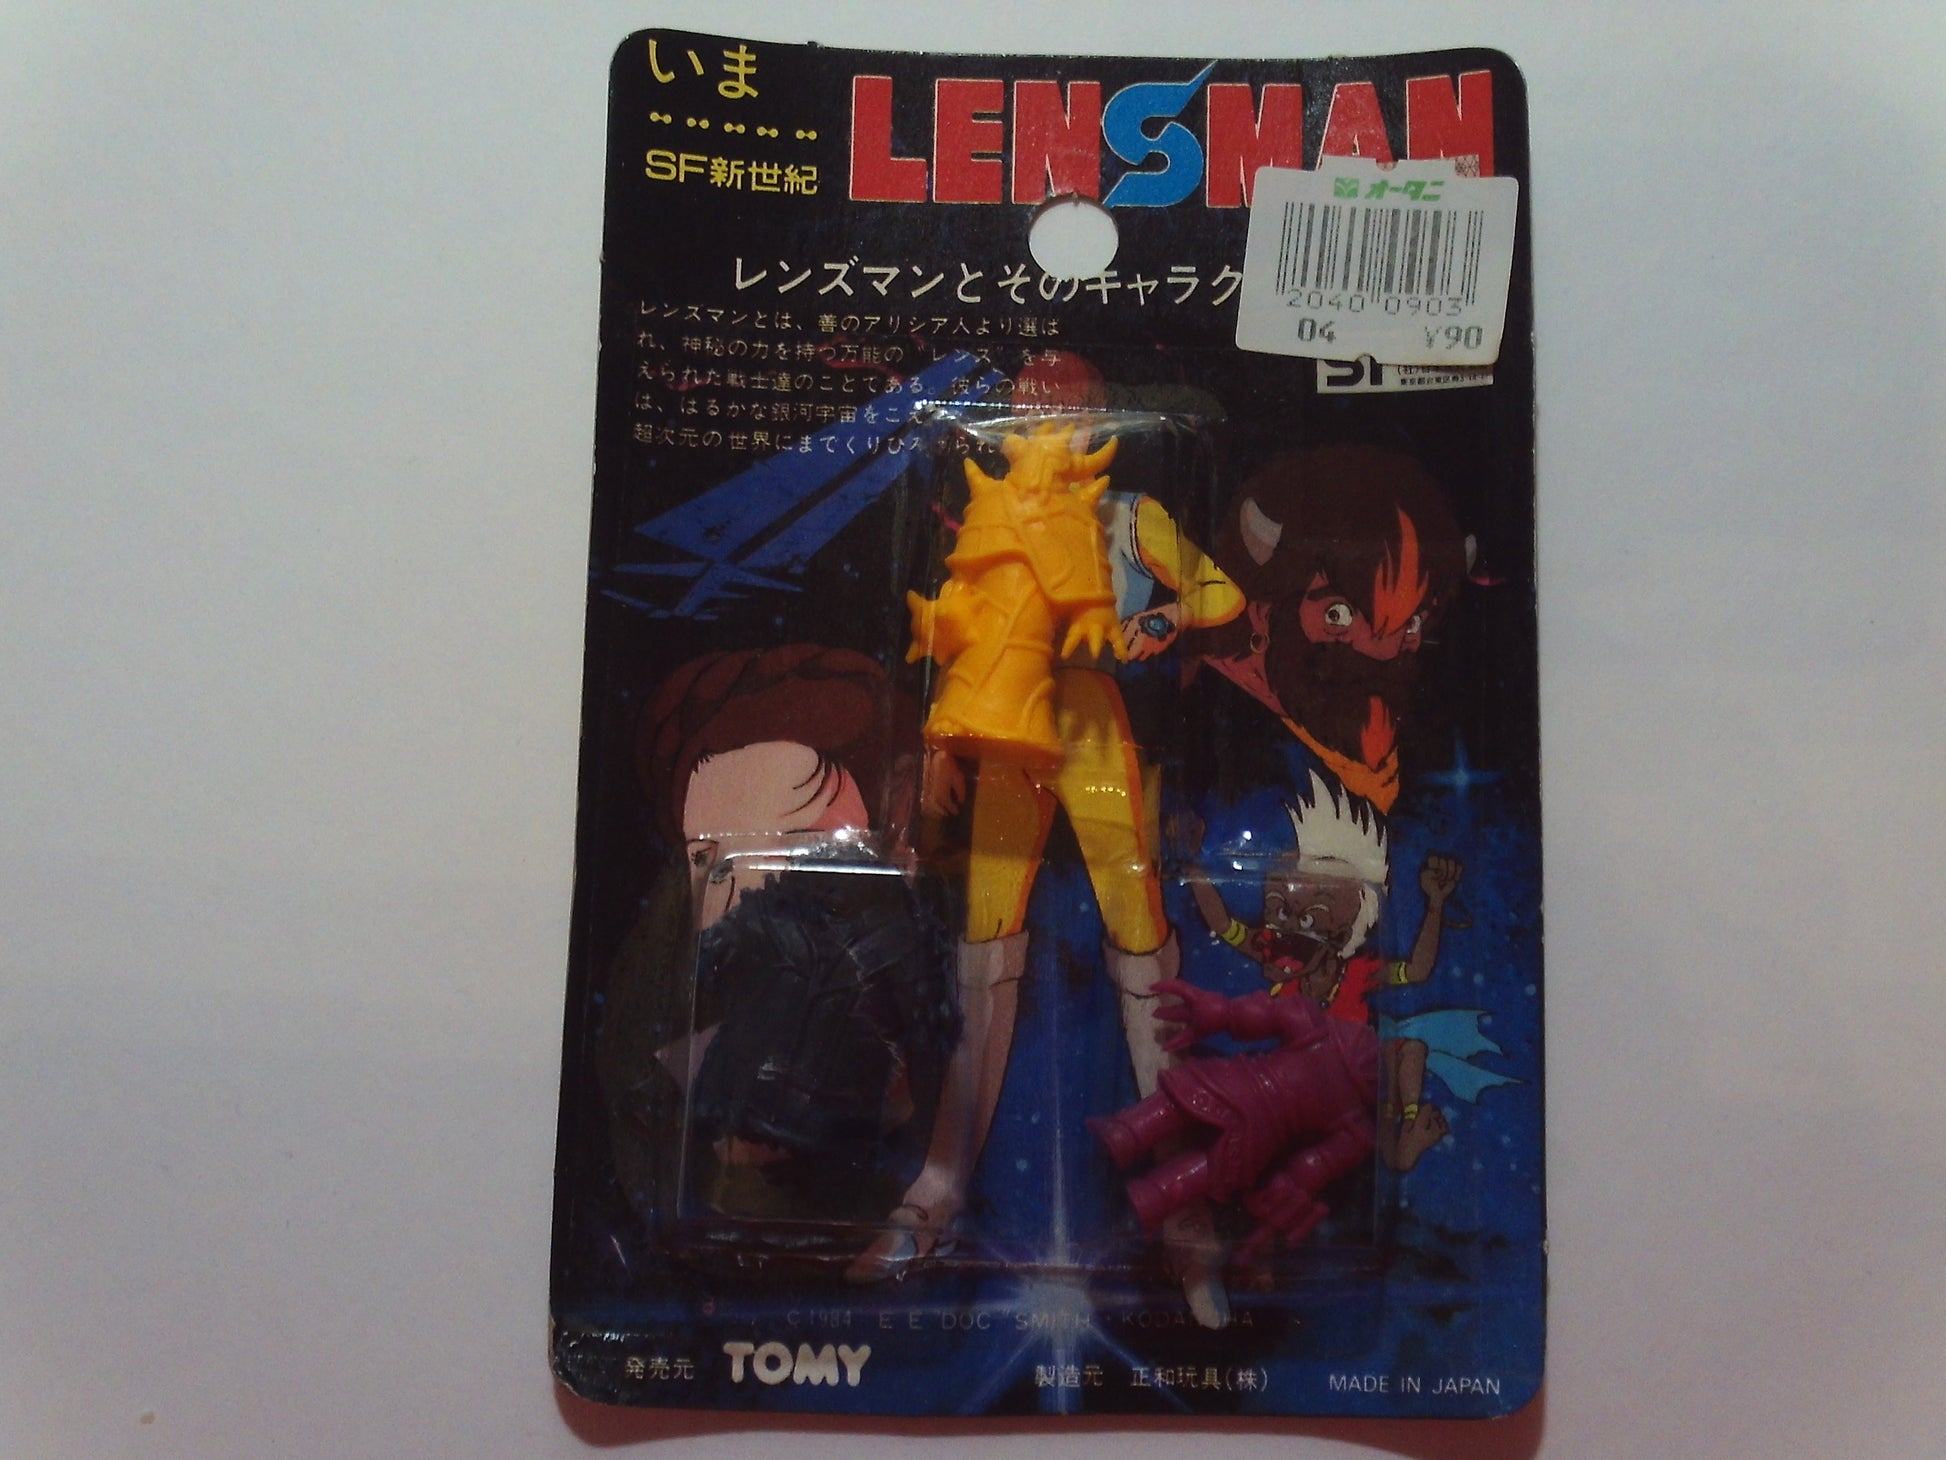 いま
SF新世紀
LENSMAN
オータニ
2040 0903
04 ¥90
レンズマンとそのキャラク
レンズマンとは、善のアリシア人より選ば
れ、神秘の力を持つ万能の"レンズ"を与
えられた戦士達のことである。彼らの戦い
は、はるかな銀河宇宙をこえ
超次元の世界にまでくりひろげられ
ST
C 1984 E E "DOC" SMITH · KODANSHA
発売元 TOMY
製造元 正和玩具(株)
MADE IN JAPAN